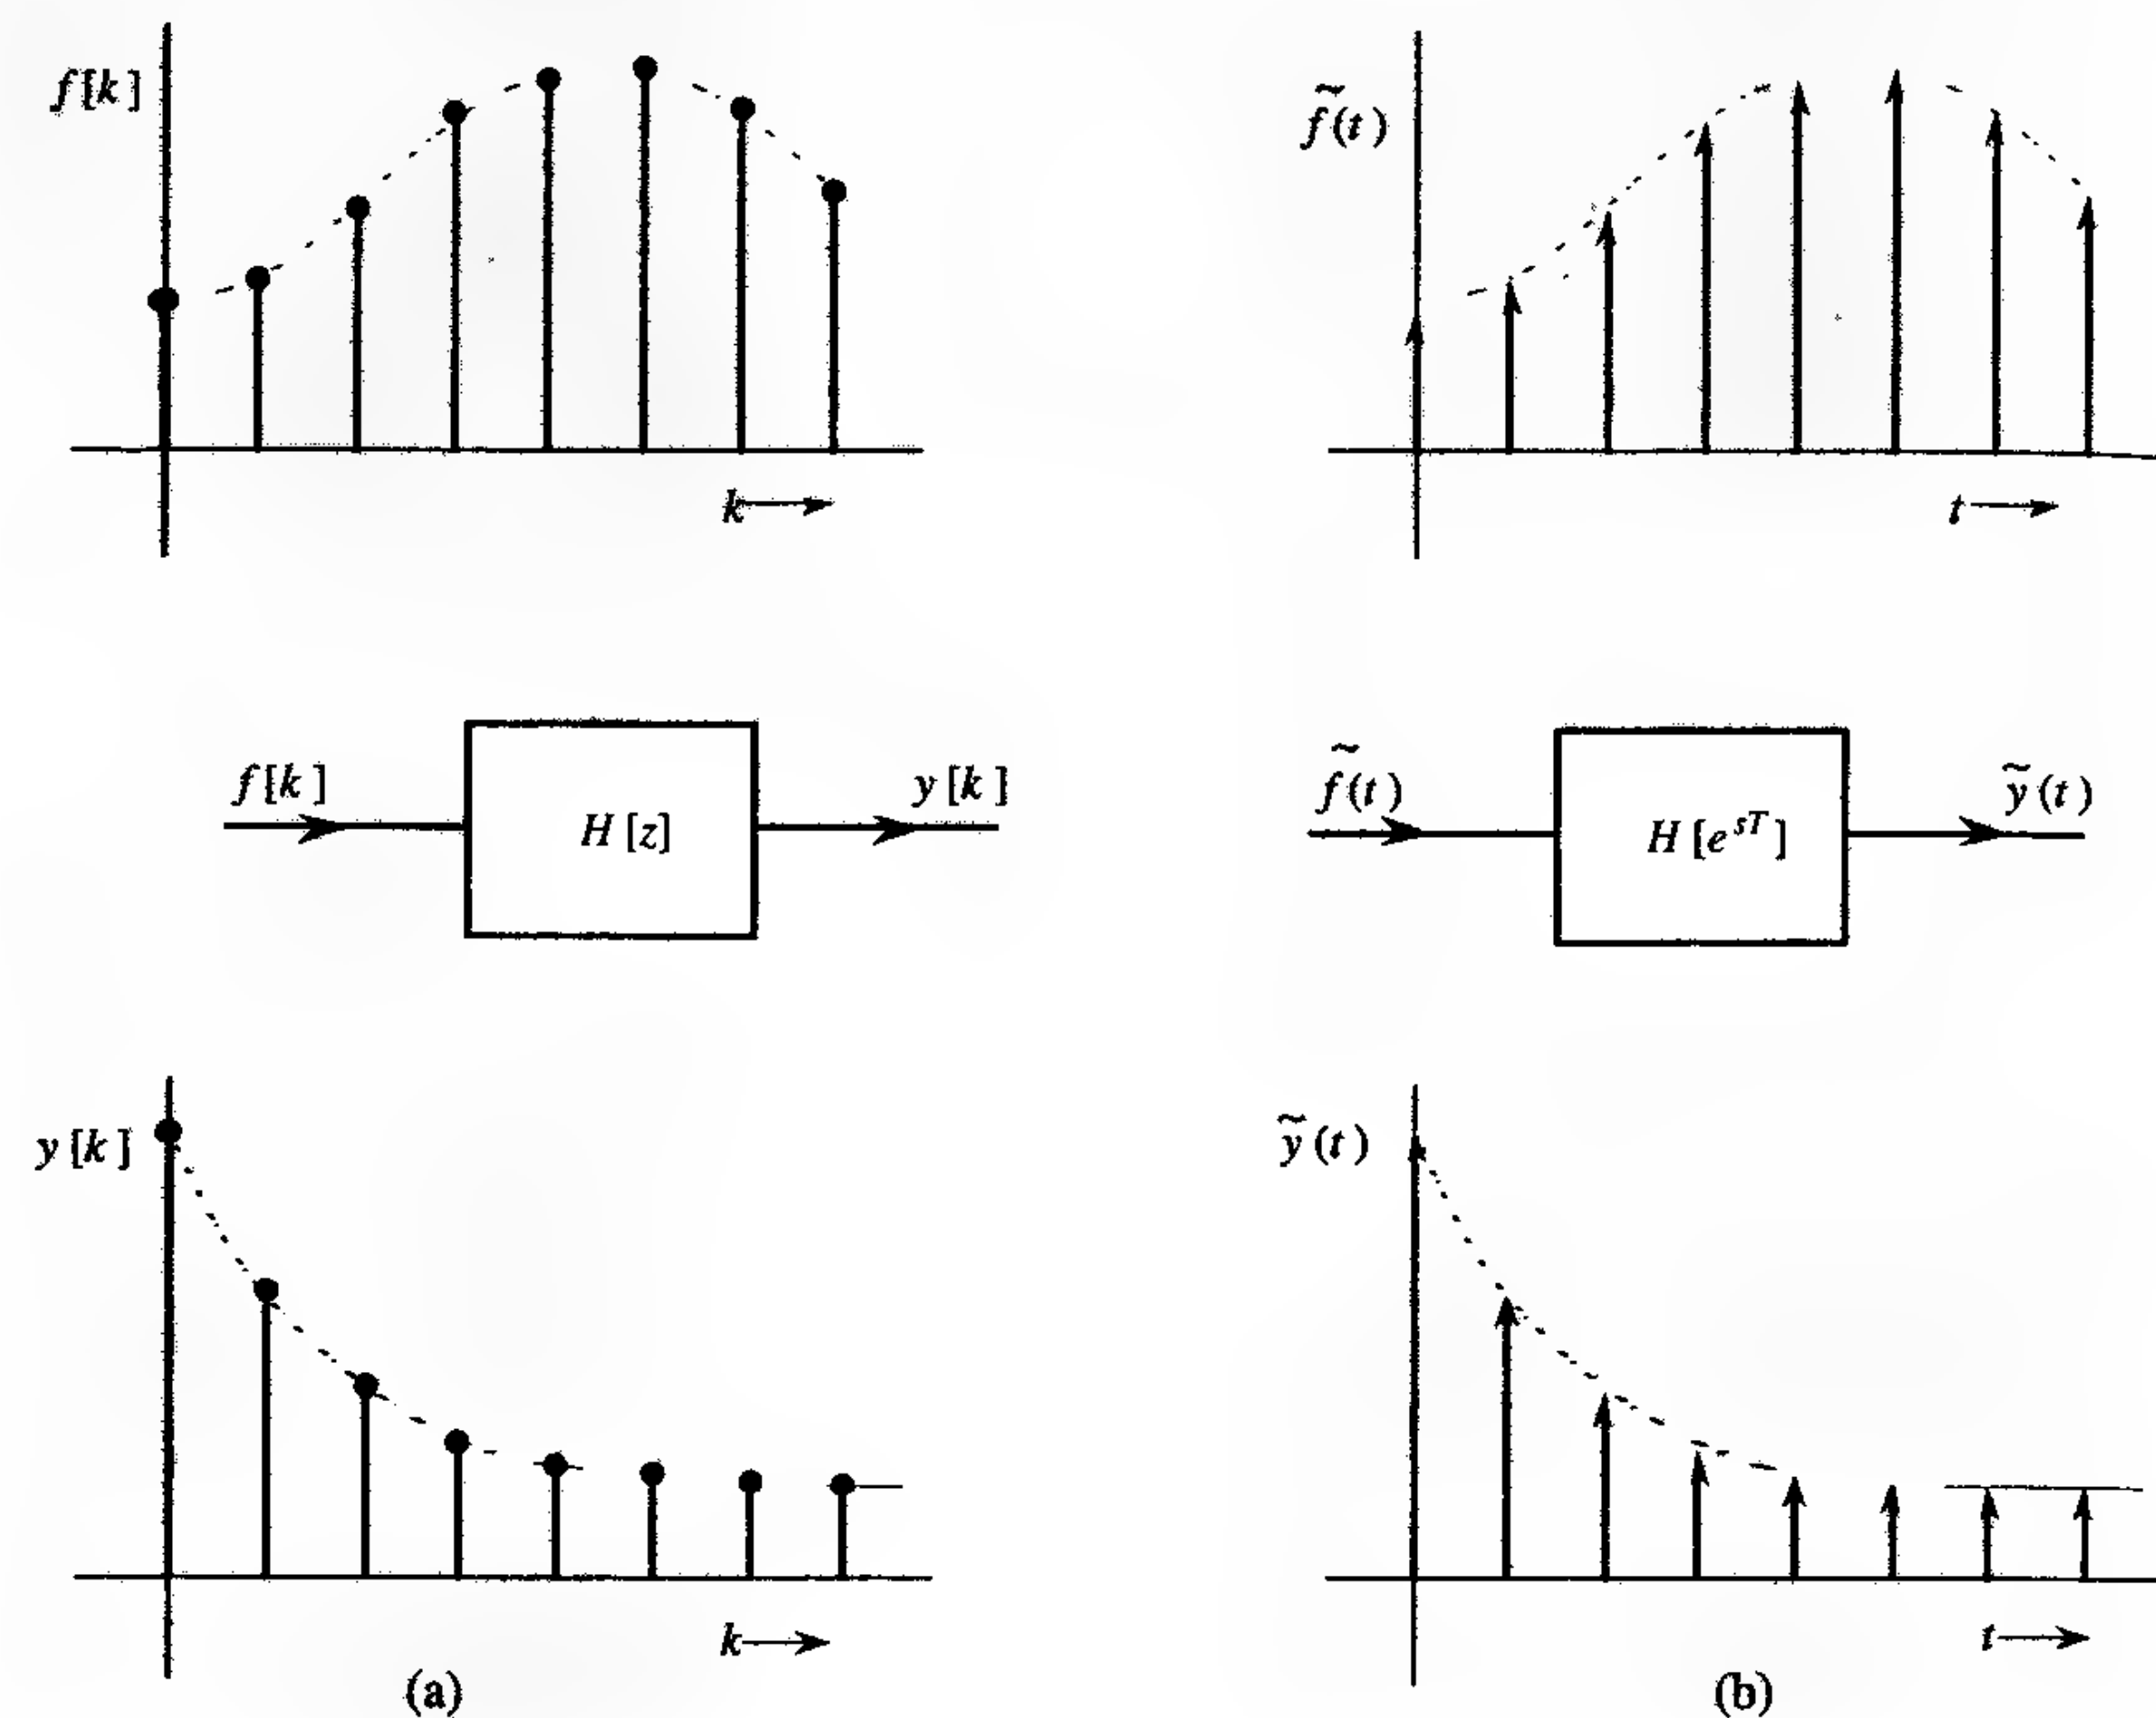 f[k]
f̃(t)
k
t
f[k]
H[z]
y[k]
f̃(t)
H[e^{sT}]
ỹ(t)
y[k]
ỹ(t)
k
t
(a)
(b)